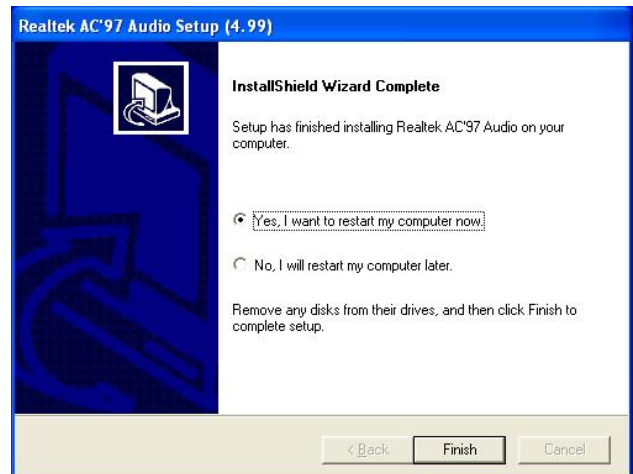 Realtek AC'97 Audio Setup (4.99)
InstallShield Wizard Complete
Setup has finished installing Realtek AC'97 Audio on your
computer.
Yes, I want to restart my computer now.
No, I will restart my computer later.
Remove any disks from their drives, and then click Finish to
complete setup.
< Back Finish Cancel